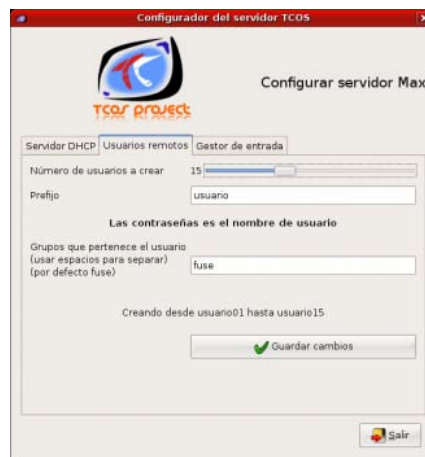 Configurador del servidor TCOS
TCOS PROJECT
Configurar servidor Max
Servidor DHCP Usuarios remotos Gestor de entrada
Número de usuarios a crear 15
Prefijo usuario
Las contraseñas es el nombre de usuario
Grupos que pertenece el usuario
(usar espacios para separar)
(por defecto fuse)
fuse
Creando desde usuario01 hasta usuario15
Guardar cambios
Salir